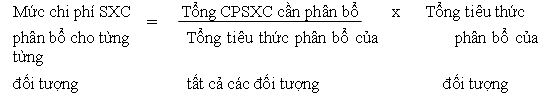 Mức chi phí SXC = Tổng CPSXC cần phân bổ x Tổng tiêu thức
phân bổ cho từng Tổng tiêu thức phân bổ của phân bổ của
từng
đối tượng tất cả các đối tượng đối tượng